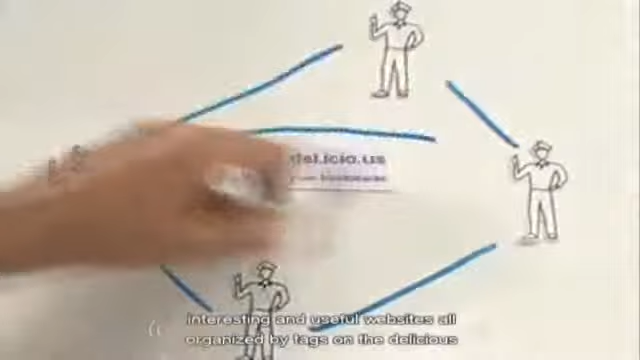 del.icio.us
interesting and useful websites all
organized by tags on the delicious